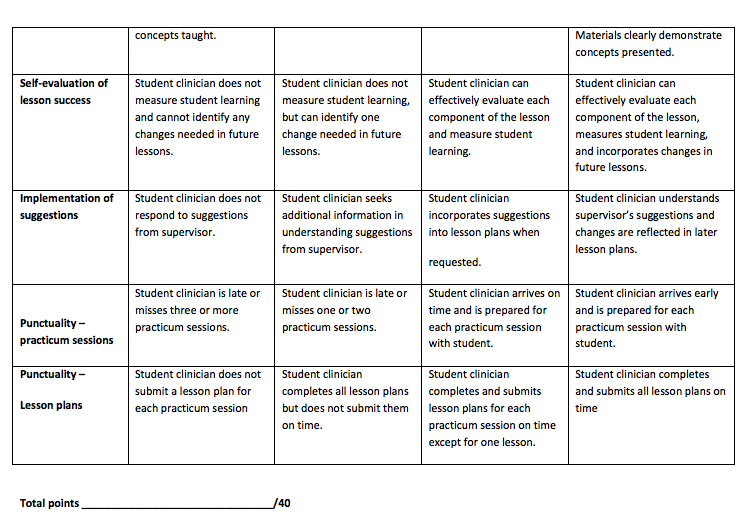 concepts taught.
Materials clearly demonstrate
concepts presented.
Self-evaluation of
lesson success
Student clinician does not
measure student learning
and cannot identify any
changes needed in future
lessons.
Student clinician does not
measure student learning,
but can identify one
change needed in future
lessons.
Student clinician can
effectively evaluate each
component of the lesson
and measure student
learning.
Student clinician can
effectively evaluate each
component of the lesson,
measures student learning,
and incorporates changes in
future lessons.
Implementation of
suggestions
Student clinician does not
respond to suggestions
from supervisor.
Student clinician seeks
additional information in
understanding suggestions
from supervisor.
Student clinician
incorporates suggestions
into lesson plans when
requested.
Student clinician understands
supervisor's suggestions and
changes are reflected in later
lesson plans.
Punctuality –
practicum sessions
Student clinician is late or
misses three or more
practicum sessions.
Student clinician is late or
misses one or two
practicum sessions.
Student clinician arrives on
time and is prepared for
each practicum session
with student.
Student clinician arrives early
and is prepared for each
practicum session with
student.
Punctuality –
Lesson plans
Student clinician does not
submit a lesson plan for
each practicum session
Student clinician
completes all lesson plans
but does not submit them
on time.
Student clinician
completes and submits
lesson plans for each
practicum session on time
except for one lesson.
Student clinician completes
and submits all lesson plans on
time
Total points ______________________________/40